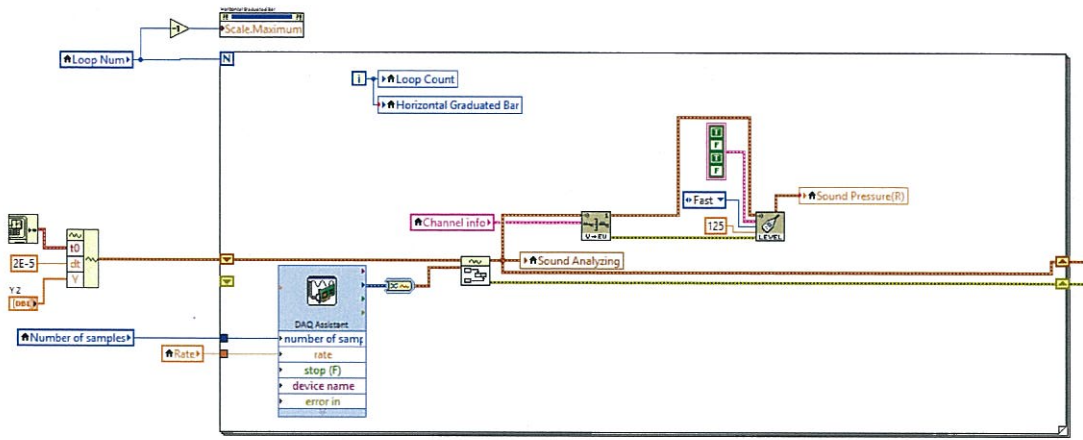 Horizontal Graduated Bar
Scale.Maximum
-1
Loop Num
N
i
Loop Count
Horizontal Graduated Bar
T
F
T
F
Fast
Sound Pressure(R)
Channel info
V→EU
125
LEVEL
t0
2E-5
dt
Y
Y 2
DBL
Sound Analyzing
DAQ Assistant
Number of samples
number of samp
Rate
rate
stop (F)
device name
error in